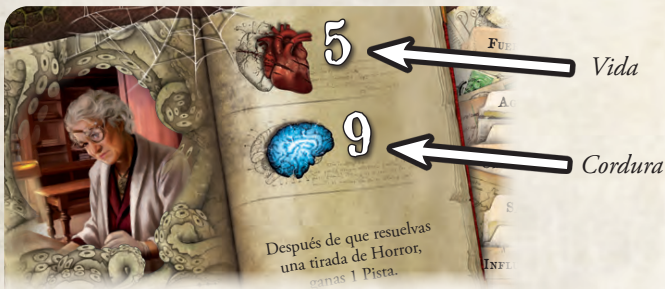 5
Vida
9
Cordura
Después de que resuelvas
una tirada de Horror,
ganas 1 Pista.